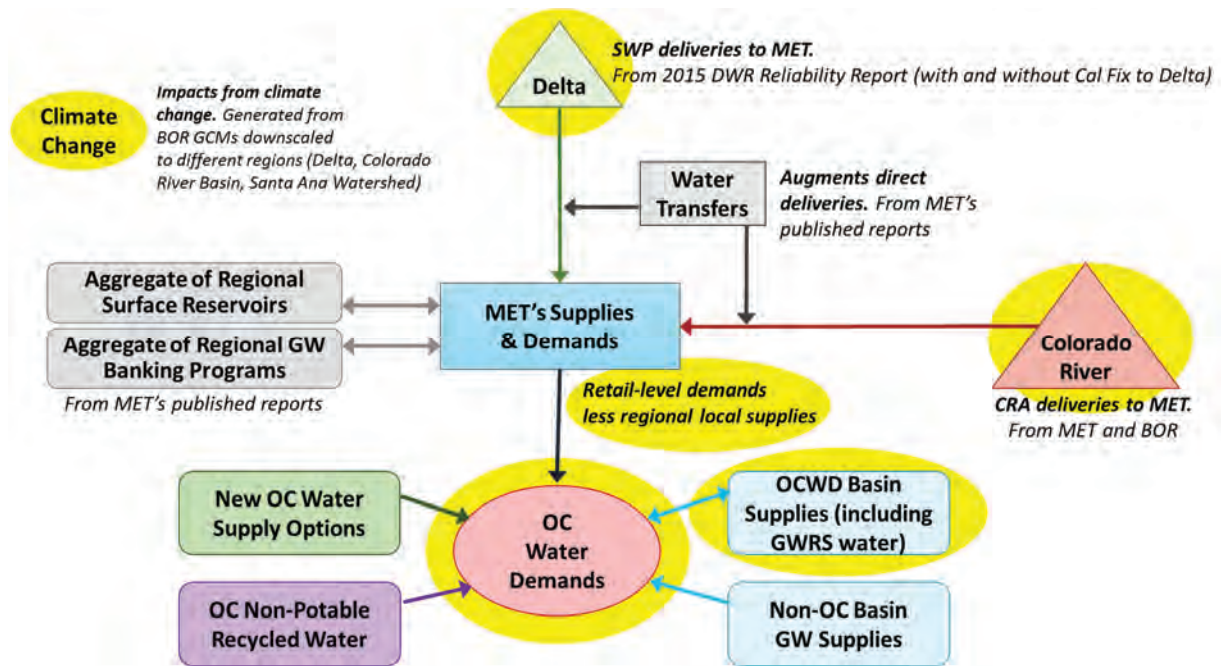 SWP deliveries to MET.
From 2015 DWR Reliability Report (with and without Cal Fix to Delta)
Delta
Climate
Change
Impacts from climate
change. Generated from
BOR GCMs downscaled
to different regions (Delta, Colorado
River Basin, Santa Ana Watershed)
Water
Transfers
Augments direct
deliveries. From MET's
published reports
Aggregate of Regional
Surface Reservoirs
Aggregate of Regional GW
Banking Programs
From MET's published reports
MET's Supplies
& Demands
Colorado
River
CRA deliveries to MET.
From MET and BOR
Retail-level demands
less regional local supplies
New OC Water
Supply Options
OC
Water
Demands
OCWD Basin
Supplies (including
GWRS water)
OC Non-Potable
Recycled Water
Non-OC Basin
GW Supplies